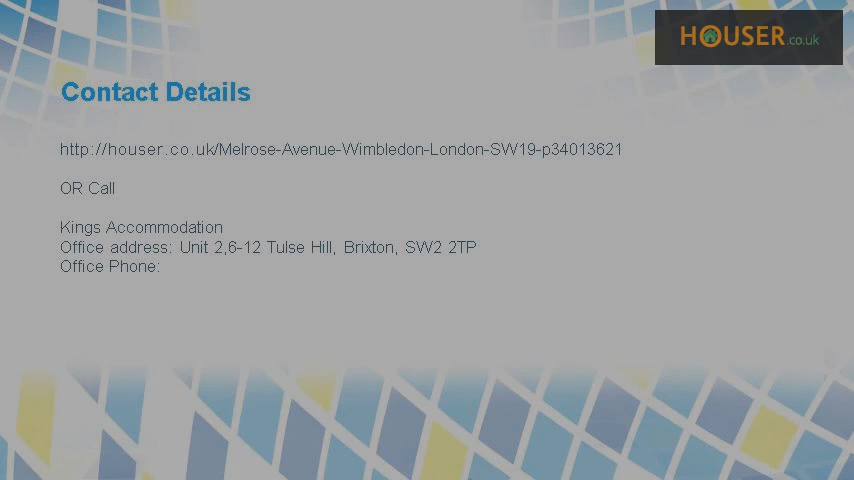 HOUSER.co.uk
Contact Details
http://houser.co.uk/Melrose-Avenue-Wimbledon-London-SW19-p34013621
OR Call
Kings Accommodation
Office address: Unit 2,6-12 Tulse Hill, Brixton, SW2 2TP
Office Phone: